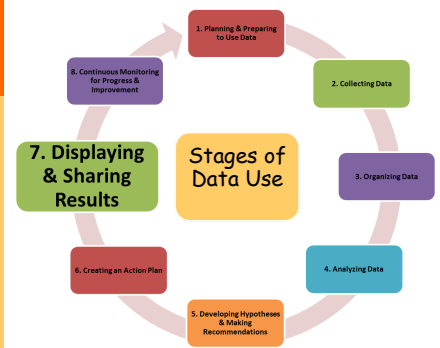 1. Planning & Preparing
to Use Data
2. Collecting Data
3. Organizing Data
4. Analyzing Data
5. Developing Hypotheses
& Making
Recommendations
6. Creating an Action Plan
7. Displaying
& Sharing
Results
8. Continuous Monitoring
for Progress &
Improvement
Stages of
Data Use